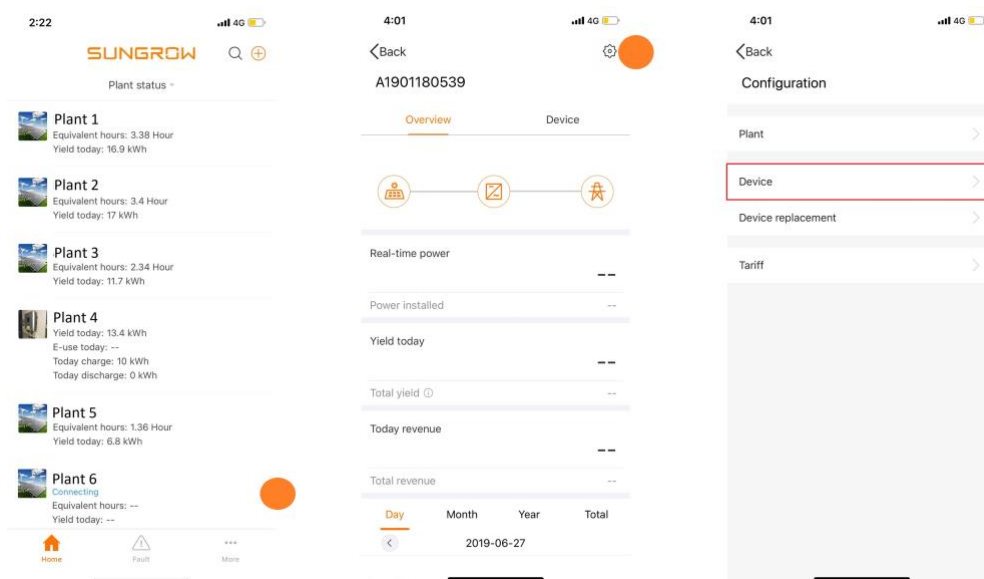 2:22
4G
SUNGROW
Plant status
Plant 1
Equivalent hours: 3.38 Hour
Yield today: 16.9 kWh
Plant 2
Equivalent hours: 3.4 Hour
Yield today: 17 kWh
Plant 3
Equivalent hours: 2.34 Hour
Yield today: 11.7 kWh
Plant 4
Yield today: 13.4 kWh
E-use today: --
Today charge: 10 kWh
Today discharge: 0 kWh
Plant 5
Equivalent hours: 1.36 Hour
Yield today: 6.8 kWh
Plant 6
Connecting
Equivalent hours: --
Yield today: --
Home Fault More
4:01
4G
Back
A1901180539
Overview Device
Real-time power
--
Power installed --
Yield today
--
Total yield --
Today revenue
--
Total revenue --
Day Month Year Total
2019-06-27
4:01
4G
Back
Configuration
Plant
Device
Device replacement
Tariff